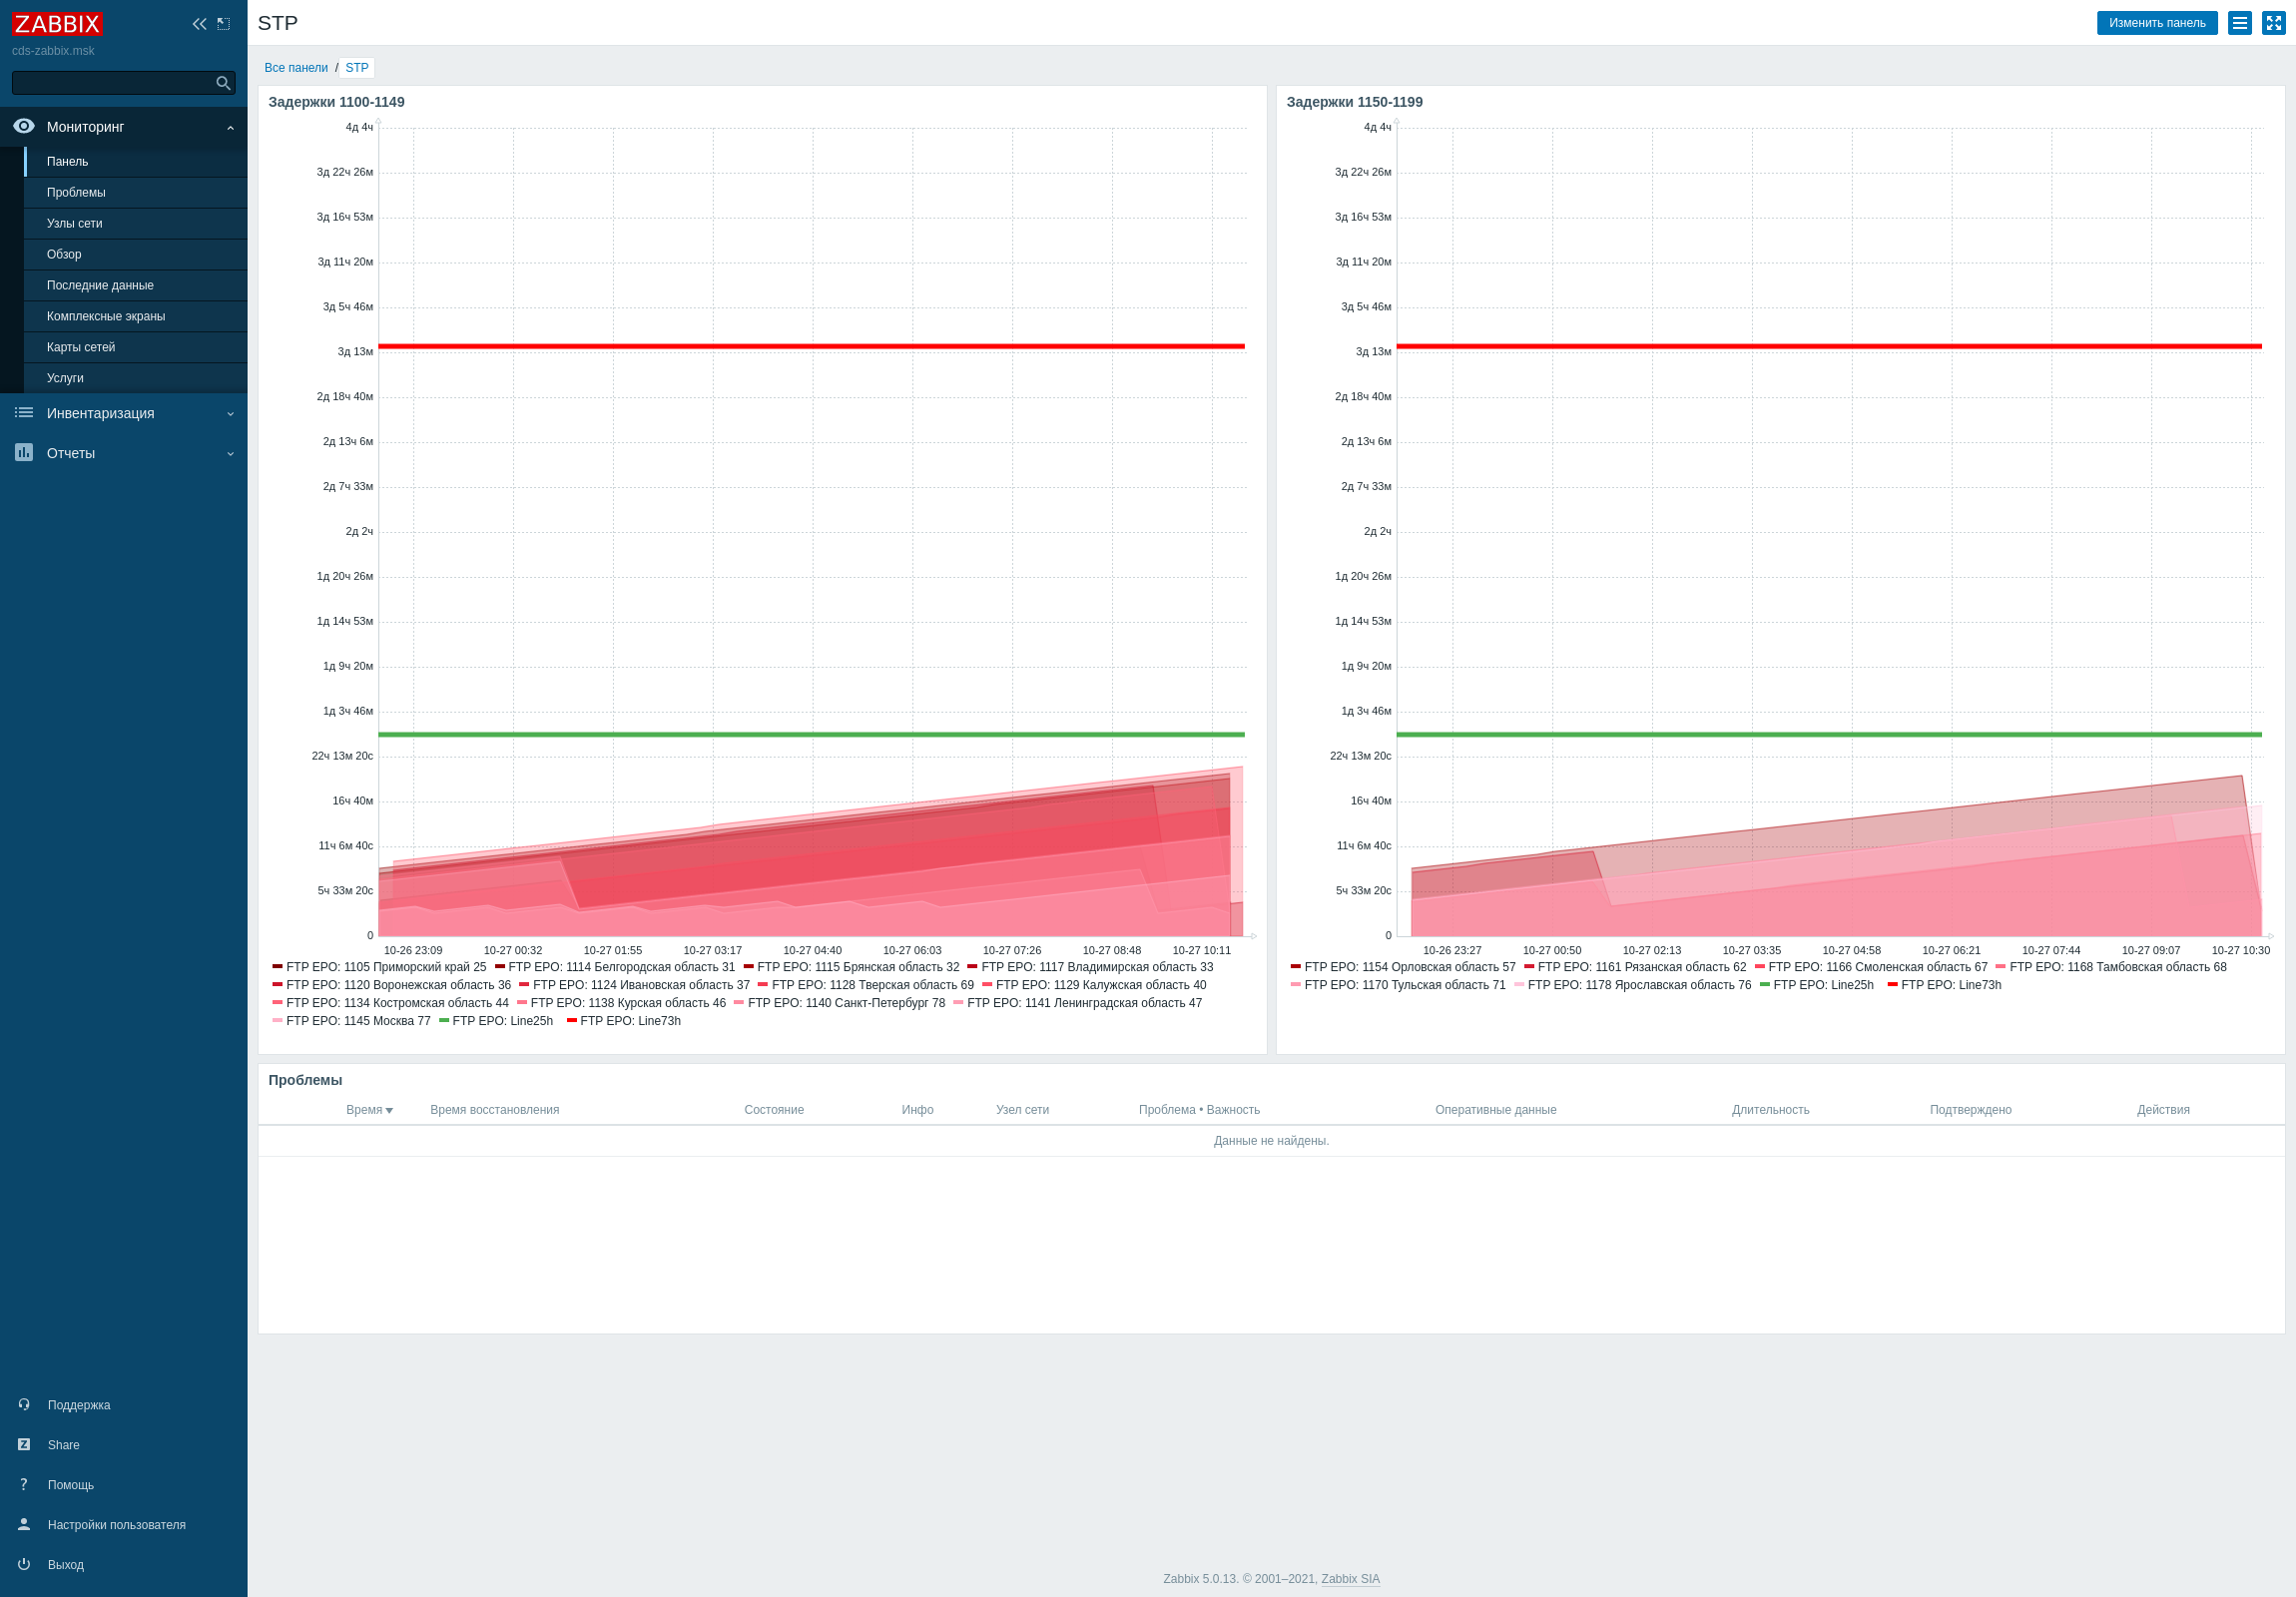 ZABBIX
cds-zabbix.msk
Мониторинг
Панель
Проблемы
Узлы сети
Обзор
Последние данные
Комплексные экраны
Карты сетей
Услуги
Инвентаризация
Отчеты
Поддержка
Share
Помощь
Настройки пользователя
Выход
STP
Изменить панель
Все панели / STP
Задержки 1100-1149
4д 4ч
3д 22ч 26м
3д 16ч 53м
3д 11ч 20м
3д 5ч 46м
3д 13м
2д 18ч 40м
2д 13ч 6м
2д 7ч 33м
2д 2ч
1д 20ч 26м
1д 14ч 53м
1д 9ч 20м
1д 3ч 46м
22ч 13м 20с
16ч 40м
11ч 6м 40с
5ч 33м 20с
0
10-26 23:09 10-27 00:32 10-27 01:55 10-27 03:17 10-27 04:40 10-27 06:03 10-27 07:26 10-27 08:48 10-27 10:11
FTP EPO: 1105 Приморский край 25 FTP EPO: 1114 Белгородская область 31 FTP EPO: 1115 Брянская область 32 FTP EPO: 1117 Владимирская область 33
FTP EPO: 1120 Воронежская область 36 FTP EPO: 1124 Ивановская область 37 FTP EPO: 1128 Тверская область 69 FTP EPO: 1129 Калужская область 40
FTP EPO: 1134 Костромская область 44 FTP EPO: 1138 Курская область 46 FTP EPO: 1140 Санкт-Петербург 78 FTP EPO: 1141 Ленинградская область 47
FTP EPO: 1145 Москва 77 FTP EPO: Line25h FTP EPO: Line73h
Задержки 1150-1199
4д 4ч
3д 22ч 26м
3д 16ч 53м
3д 11ч 20м
3д 5ч 46м
3д 13м
2д 18ч 40м
2д 13ч 6м
2д 7ч 33м
2д 2ч
1д 20ч 26м
1д 14ч 53м
1д 9ч 20м
1д 3ч 46м
22ч 13м 20с
16ч 40м
11ч 6м 40с
5ч 33м 20с
0
10-26 23:27 10-27 00:50 10-27 02:13 10-27 03:35 10-27 04:58 10-27 06:21 10-27 07:44 10-27 09:07 10-27 10:30
FTP EPO: 1154 Орловская область 57 FTP EPO: 1161 Рязанская область 62 FTP EPO: 1166 Смоленская область 67 FTP EPO: 1168 Тамбовская область 68
FTP EPO: 1170 Тульская область 71 FTP EPO: 1178 Ярославская область 76 FTP EPO: Line25h FTP EPO: Line73h
Проблемы
Время Время восстановления Состояние Инфо Узел сети Проблема • Важность Оперативные данные Длительность Подтверждено Действия
Данные не найдены.
Zabbix 5.0.13. © 2001–2021, Zabbix SIA